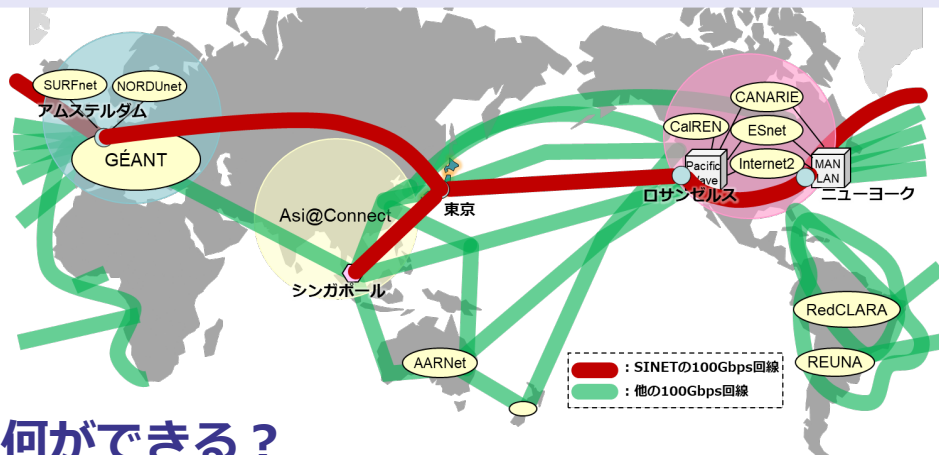 SURFnet
NORDUnet
アムステルダム
GÉANT
Asi@Connect
東京
シンガポール
CANARIE
CalREN
ESnet
Internet2
Pacific
Wave
MAN
LAN
ロサンゼルス
ニューヨーク
AARNet
RedCLARA
REUNA
：SINETの100Gbps回線
：他の100Gbps回線
何ができる？